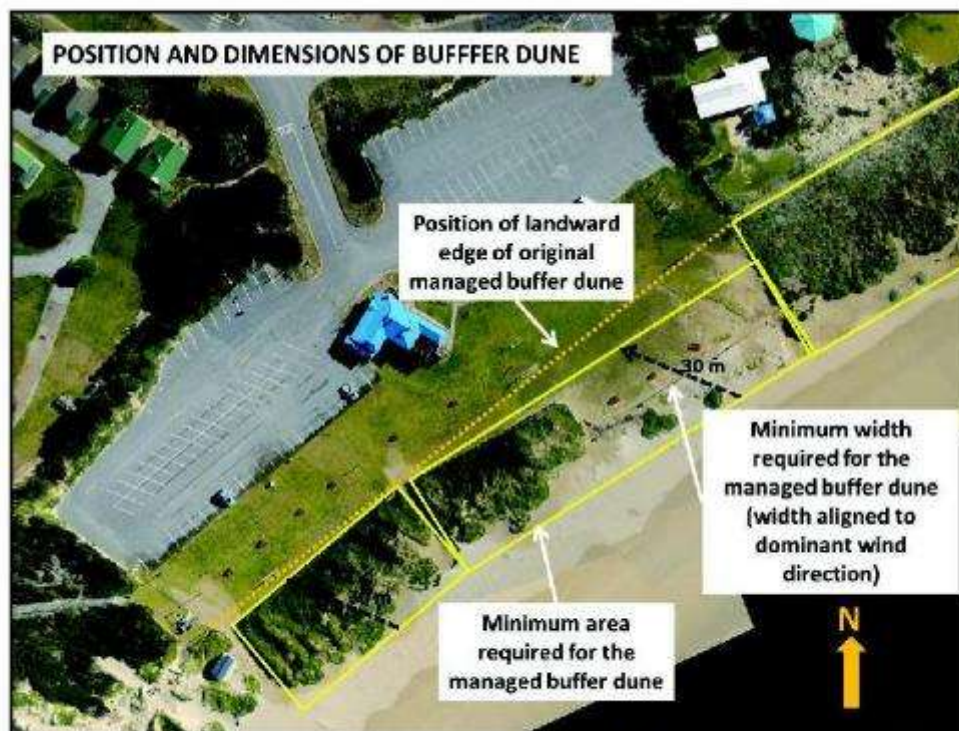 POSITION AND DIMENSIONS OF BUFFFER DUNE
Position of landward
edge of original
managed buffer dune
30 m
Minimum width
required for the
managed buffer dune
(width aligned to
dominant wind
direction)
Minimum area
required for the
managed buffer dune
N